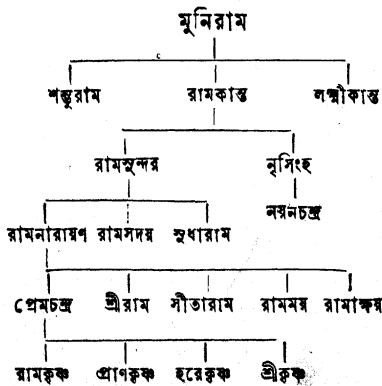 মুনিরাম
শম্ভুরাম রামকান্ত লক্ষ্মীকান্ত
রামসুন্দর নৃসিংহ
নয়নচন্দ্র
রামনারায়ণ রামসদয় সুধারাম
প্রেমচন্দ্র শ্রীরাম সীতারাম রামময় রামাক্ষয়
রামকৃষ্ণ প্রাণকৃষ্ণ হরেকৃষ্ণ শ্রীকৃষ্ণ